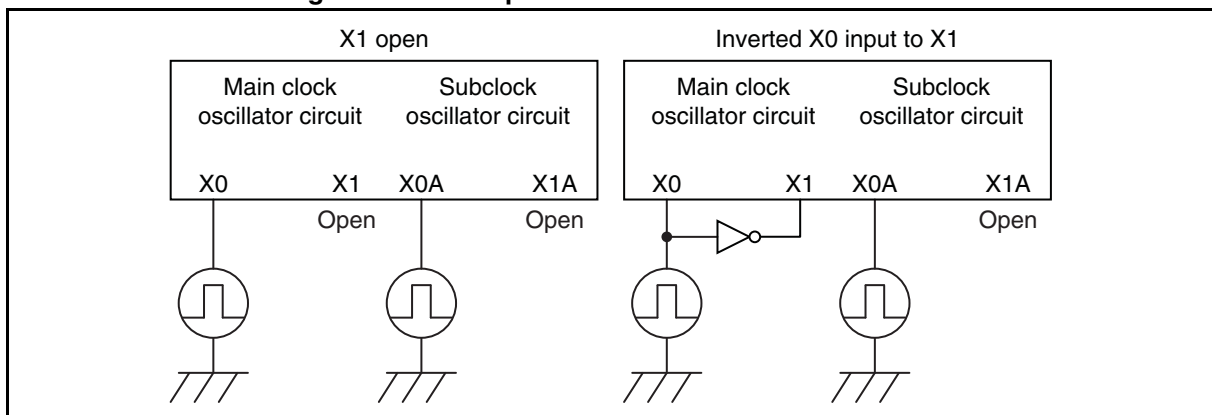 X1 open
Main clock
oscillator circuit
Subclock
oscillator circuit
X0 X1 X0A X1A
Open Open
Inverted X0 input to X1
Main clock
oscillator circuit
Subclock
oscillator circuit
X0 X1 X0A X1A
Open